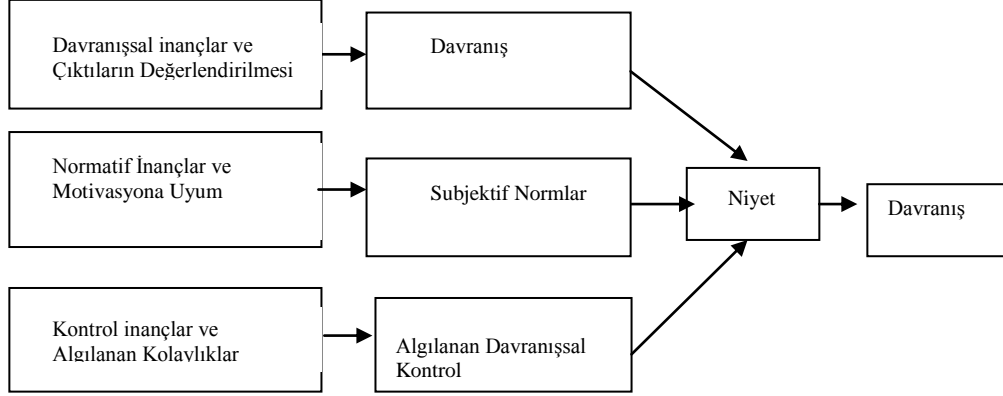 Davranışsal inançlar ve
Çıktıların Değerlendirilmesi
Davranış
Normatif İnançlar ve
Motivasyona Uyum
Subjektif Normlar
Niyet
Davranış
Kontrol inançlar ve
Algılanan Kolaylıklar
Algılanan Davranışsal
Kontrol